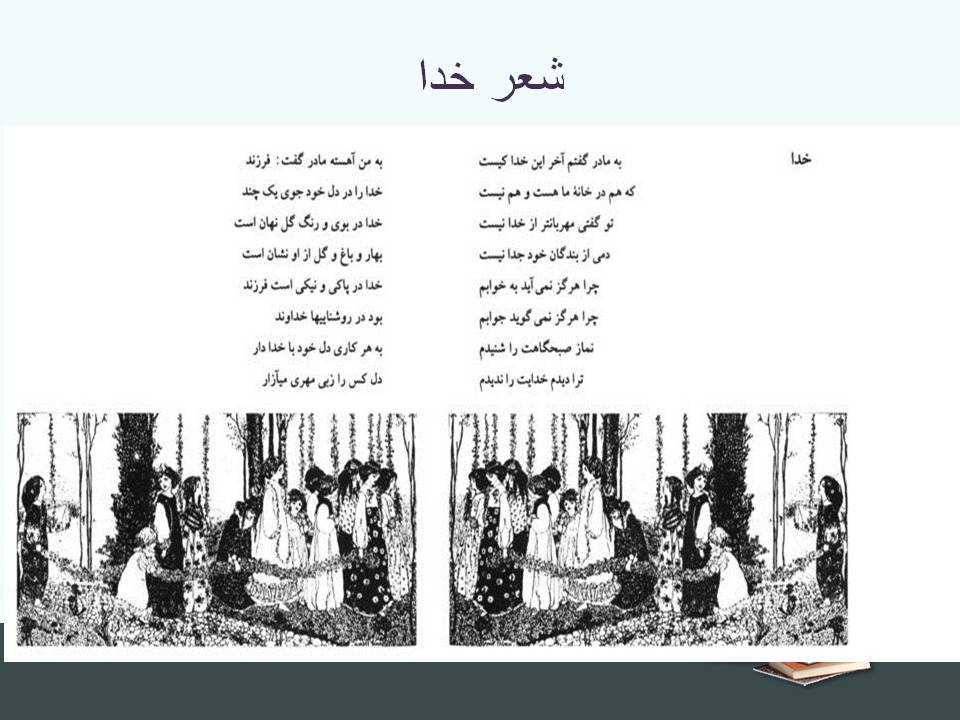 شعر خدا
خدا
به مادر گفتم آخر این خدا کیست
که هم در خانهٔ ما هست و هم نیست
تو گفتی مهربانتر از خدا نیست
دمی از بندگان خود جدا نیست
چرا هرگز نمی آید به خوابم
چرا هرگز نمی گوید جوابم
نماز صبحگاهت را شنیدم
ترا دیدم خدایت را ندیدم
به من آهسته مادر گفت: فرزند
خدا را در دل خود جوی یک چند
خدا در بوی و رنگ گل نهان است
بهار و باغ و گل از او نشان است
خدا در پاکی و نیکی است فرزند
بود در روشناییها خداوند
به هر کاری دل خود با خدا دار
دل کس را زبی مهری میآزار